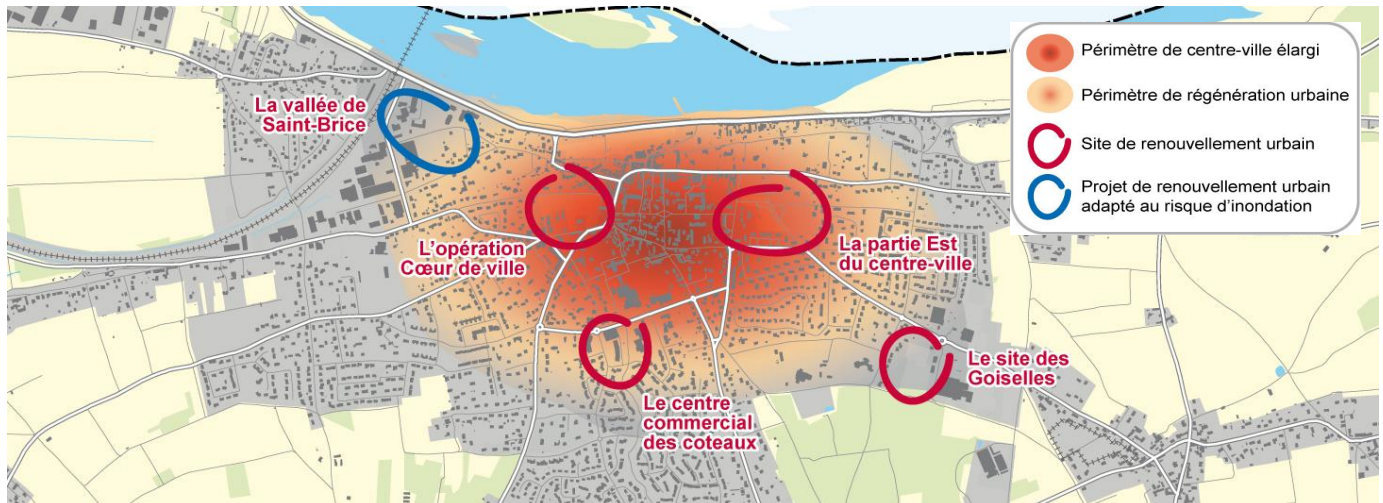 Périmètre de centre-ville élargi
Périmètre de régénération urbaine
Site de renouvellement urbain
Projet de renouvellement urbain
adapté au risque d'inondation
La vallée de
Saint-Brice
L'opération
Cœur de ville
La partie Est
du centre-ville
Le site des
Goiselles
Le centre
commercial
des coteaux